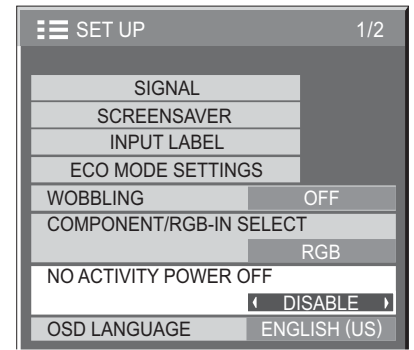 SET UP 1/2
SIGNAL
SCREENSAVER
INPUT LABEL
ECO MODE SETTINGS
WOBBLING OFF
COMPONENT/RGB-IN SELECT
RGB
NO ACTIVITY POWER OFF
DISABLE
OSD LANGUAGE ENGLISH (US)